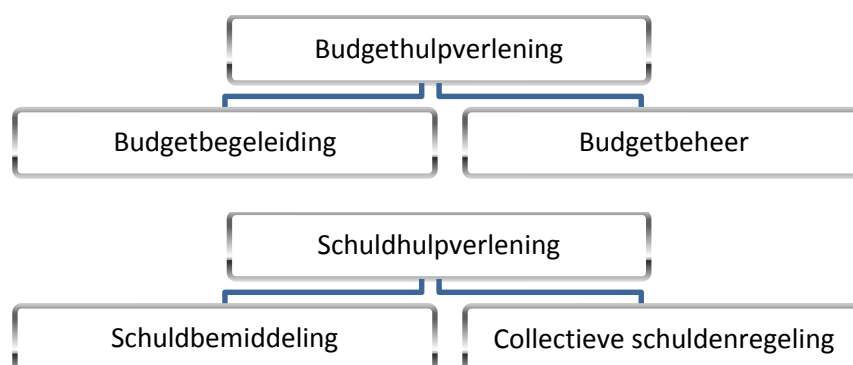 Budgethulpverlening
Budgetbegeleiding
Budgetbeheer
Schuldhulpverlening
Schuldbemiddeling
Collectieve schuldenregeling